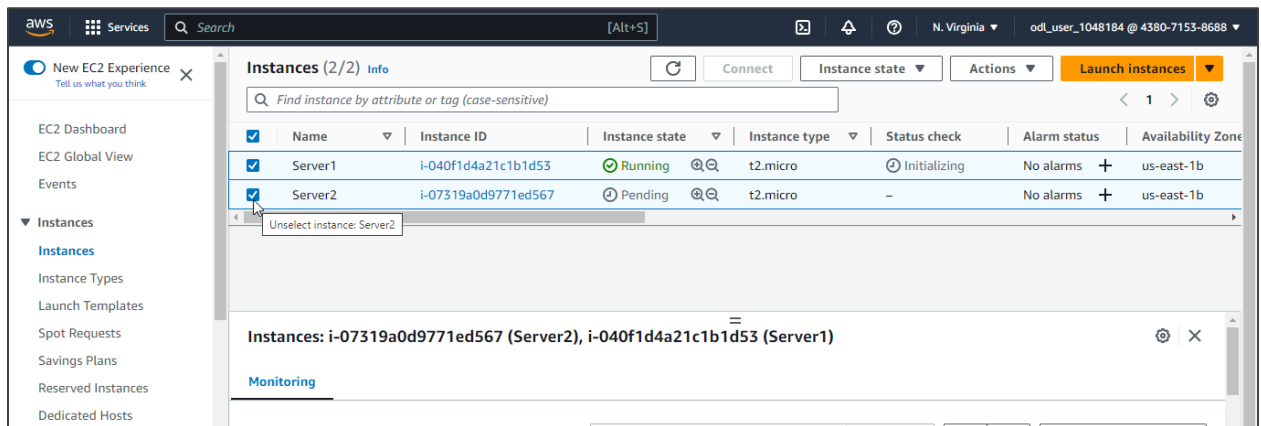 aws Services Search [Alt+S] N. Virginia ▼ odl_user_1048184 @ 4380-7153-8688 ▼
New EC2 Experience
Tell us what you think
EC2 Dashboard
EC2 Global View
Events
▼ Instances
Instances
Instance Types
Launch Templates
Spot Requests
Savings Plans
Reserved Instances
Dedicated Hosts
Instances (2/2) Info Connect Instance state ▼ Actions ▼ Launch instances ▼
Find instance by attribute or tag (case-sensitive) < 1 >
Name Instance ID Instance state Instance type Status check Alarm status Availability Zone
Server1 i-040f1d4a21c1b1d53 Running t2.micro Initializing No alarms + us-east-1b
Server2 i-07319a0d9771ed567 Pending t2.micro – No alarms + us-east-1b
Unselect instance: Server2
Instances: i-07319a0d9771ed567 (Server2), i-040f1d4a21c1b1d53 (Server1)
Monitoring